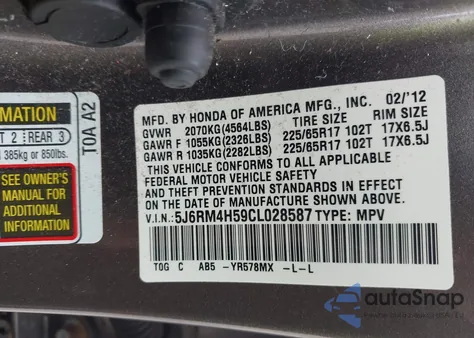 MFD. BY HONDA OF AMERICA MFG., INC. 02/'12
GVWR 2070KG(4564LBS) TIRE SIZE RIM SIZE
GAWR F 1055KG(2326LBS) 225/65R17 102T 17X6.5J
GAWR R 1035KG(2282LBS) 225/65R17 102T 17X6.5J
THIS VEHICLE CONFORMS TO ALL APPLICABLE
FEDERAL MOTOR VEHICLE SAFETY
AND THEFT PREVENTION STANDARDS IN EFFECT
ON THE DATE OF MANUFACTURE SHOWN ABOVE.
V.I.N.: 5J6RM4H59CL028587 TYPE: MPV
TOG C AB5 -YR578MX -L-L
MATION
T 2 REAR 3
385kg or 850lbs.
SEE OWNER'S
MANUAL FOR
ADDITIONAL
INFORMATION
TOA A2
autoSnap